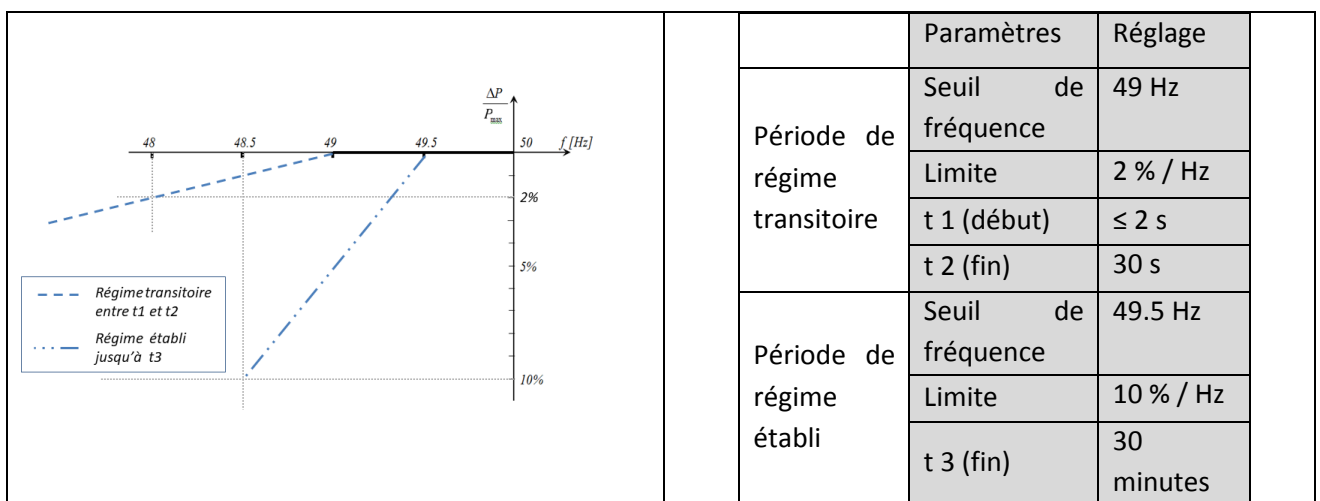 ΔP
P max
48 48.5 49 49.5 50 f [Hz]
2%
5%
10%
Régime transitoire
entre t1 et t2
Régime établi
jusqu'à t3
Paramètres Réglage
Période de
régime
transitoire
Seuil de
fréquence
49 Hz
Limite 2 % / Hz
t 1 (début) ≤ 2 s
t 2 (fin) 30 s
Période de
régime
établi
Seuil de
fréquence
49.5 Hz
Limite 10 % / Hz
t 3 (fin)
30
minutes